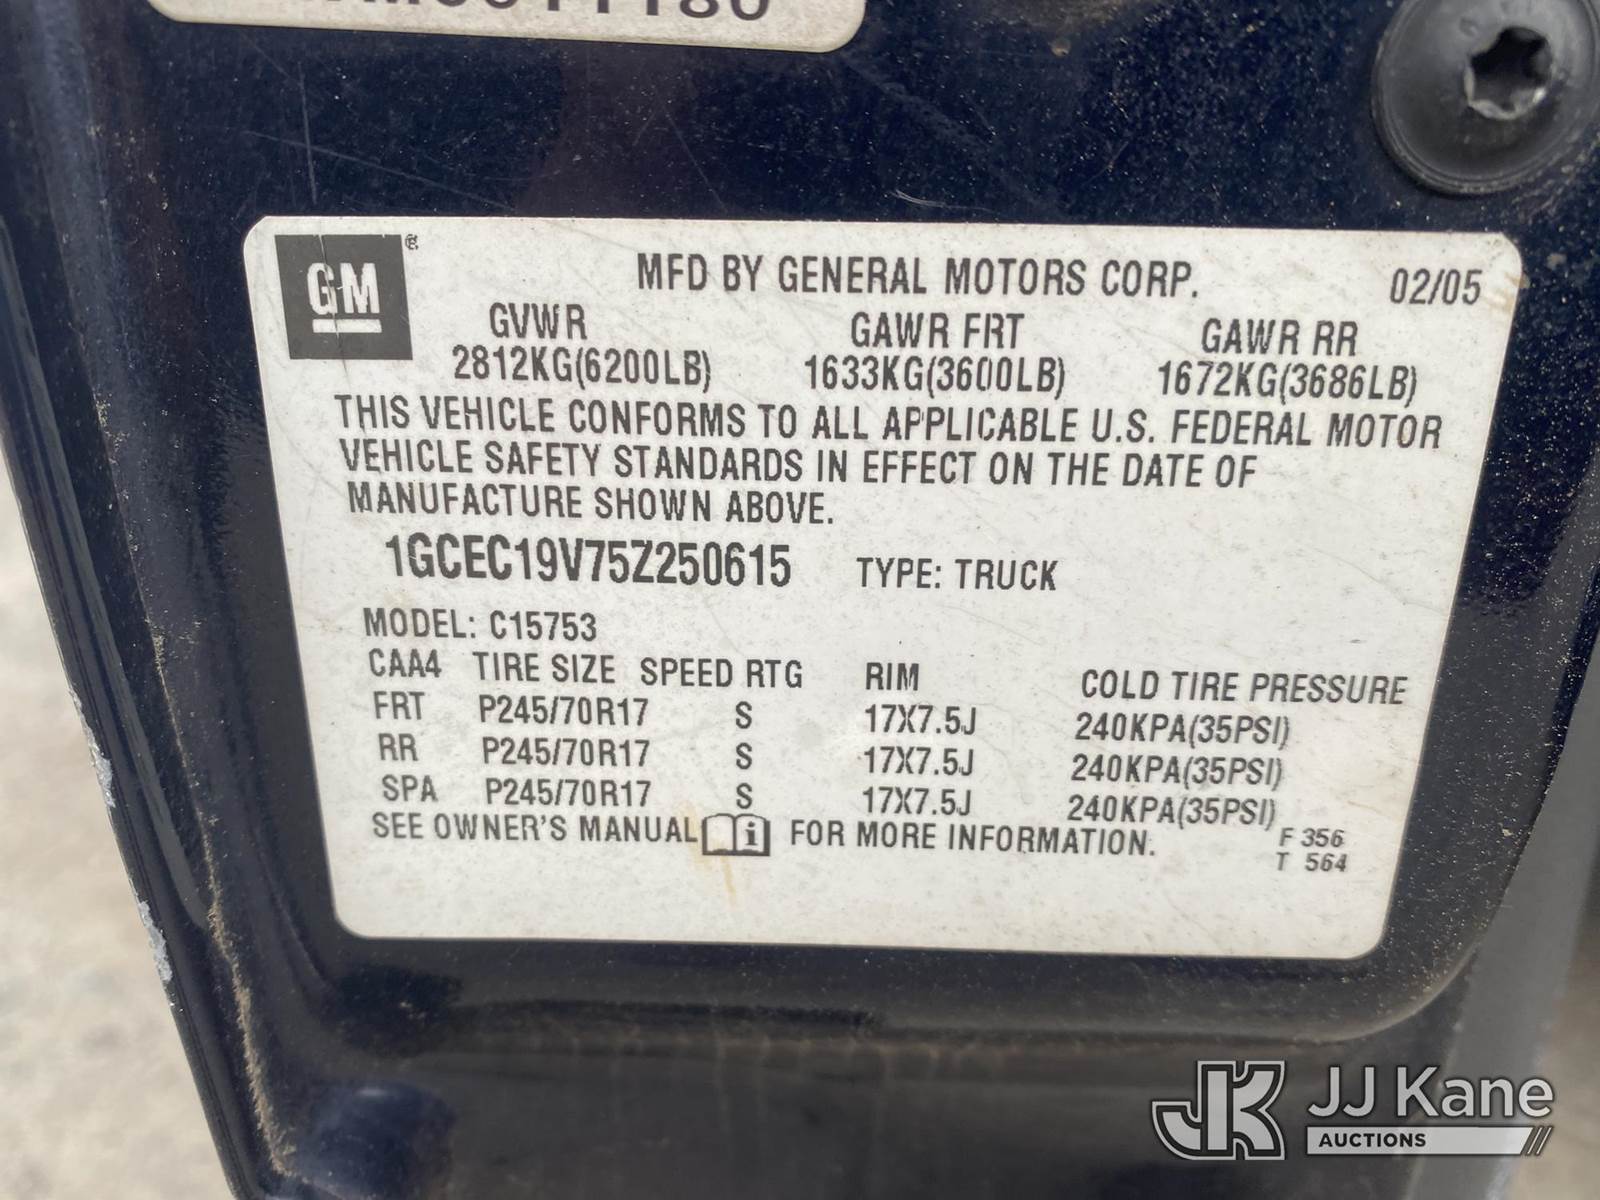 GM ®
MFD BY GENERAL MOTORS CORP. 02/05
GVWR GAWR FRT GAWR RR
2812KG(6200LB) 1633KG(3600LB) 1672KG(3686LB)
THIS VEHICLE CONFORMS TO ALL APPLICABLE U.S. FEDERAL MOTOR
VEHICLE SAFETY STANDARDS IN EFFECT ON THE DATE OF
MANUFACTURE SHOWN ABOVE.
1GCEC19V75Z250615 TYPE: TRUCK
MODEL: C15753
CAA4 TIRE SIZE SPEED RTG RIM COLD TIRE PRESSURE
FRT P245/70R17 S 17X7.5J 240KPA(35PSI)
RR P245/70R17 S 17X7.5J 240KPA(35PSI)
SPA P245/70R17 S 17X7.5J 240KPA(35PSI)
SEE OWNER'S MANUAL i FOR MORE INFORMATION.
F 356
T 564
JK JJ Kane
AUCTIONS